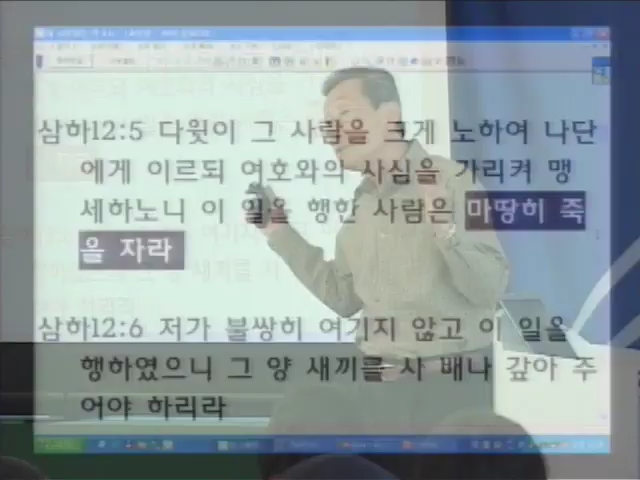 삼하12:5 다윗이 그 사람을 크게 노하여 나단
에게 이르되 여호와의 사심을 가리켜 맹
세하노니 이 일을 행한 사람은 마땅히 죽
을 자라
삼하12:6 저가 불쌍히 여기지 않고 이 일을
행하였으니 그 양 새끼를 사 배나 갚아 주
어야 하리라